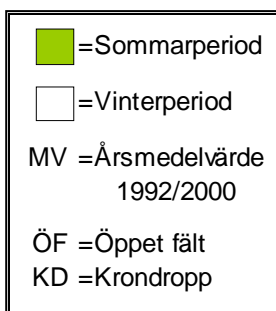 =Sommarperiod
=Vinterperiod
MV =Årsmedelvärde
1992/2000
ÖF =Öppet fält
KD =Krondropp